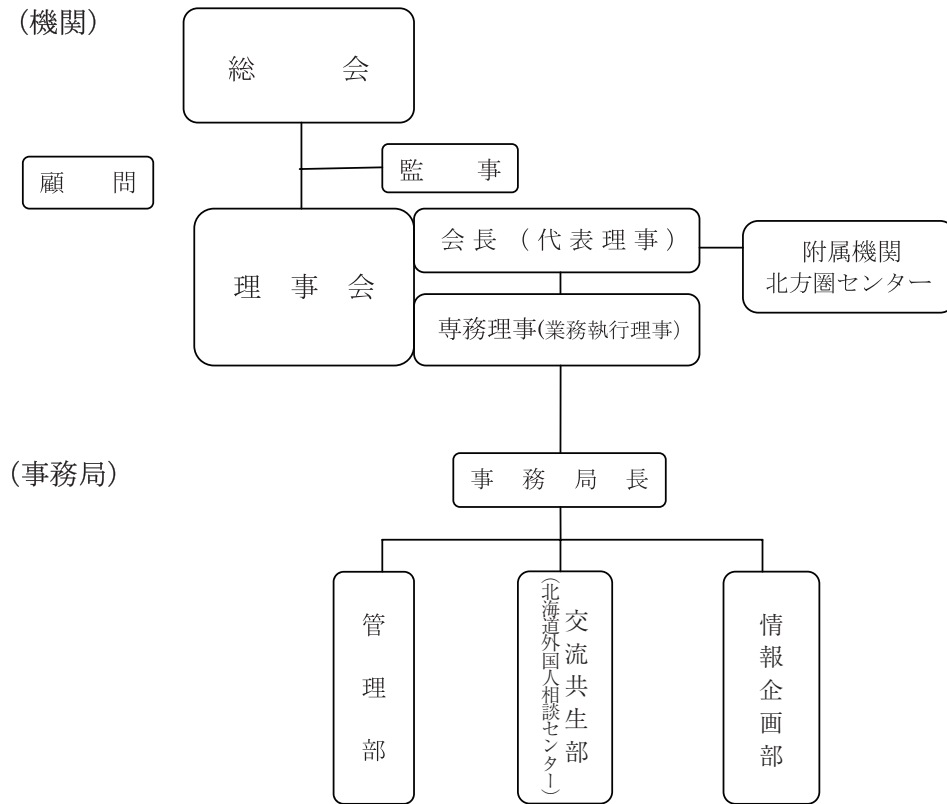 (機関)
総 会
監 事
顧 問
会長(代表理事)
附属機関
北方圏センター
理 事 会
専務理事(業務執行理事)
(事務局)
事 務 局 長
管理部
交流共生部
(北海道外国人相談センター)
情報企画部